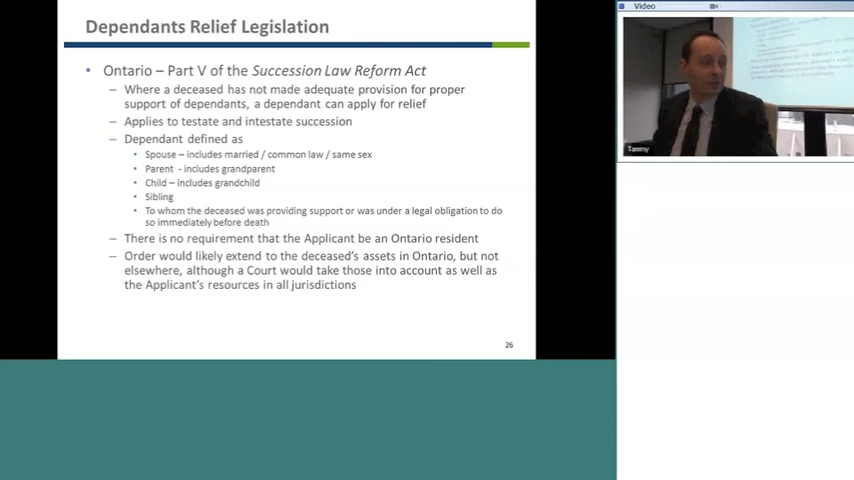 Dependants Relief Legislation
• Ontario – Part V of the Succession Law Reform Act
– Where a deceased has not made adequate provision for proper
support of dependants, a dependant can apply for relief
– Applies to testate and intestate succession
– Dependant defined as
• Spouse – includes married / common law / same sex
• Parent - includes grandparent
• Child – includes grandchild
• Sibling
• To whom the deceased was providing support or was under a legal obligation to do
so immediately before death
– There is no requirement that the Applicant be an Ontario resident
– Order would likely extend to the deceased's assets in Ontario, but not
elsewhere, although a Court would take those into account as well as
the Applicant's resources in all jurisdictions
26
Video
Tammy